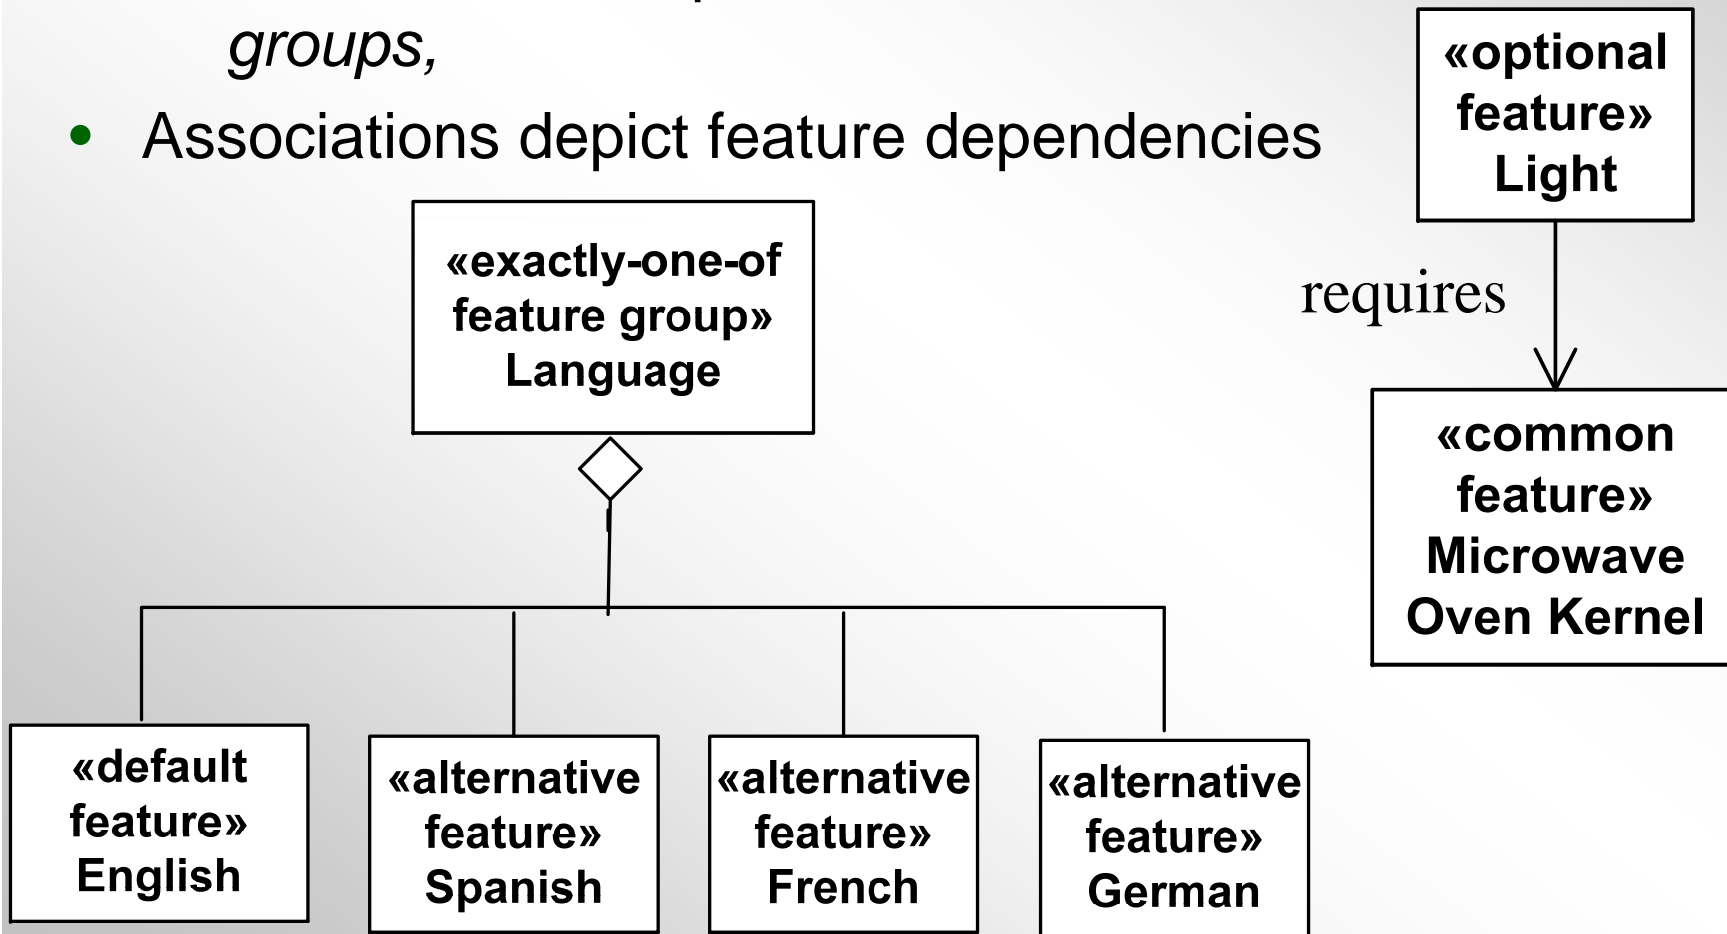 groups,
• Associations depict feature dependencies
«optional
feature»
Light
requires
«common
feature»
Microwave
Oven Kernel
«exactly-one-of
feature group»
Language
«default
feature»
English
«alternative
feature»
Spanish
«alternative
feature»
French
«alternative
feature»
German